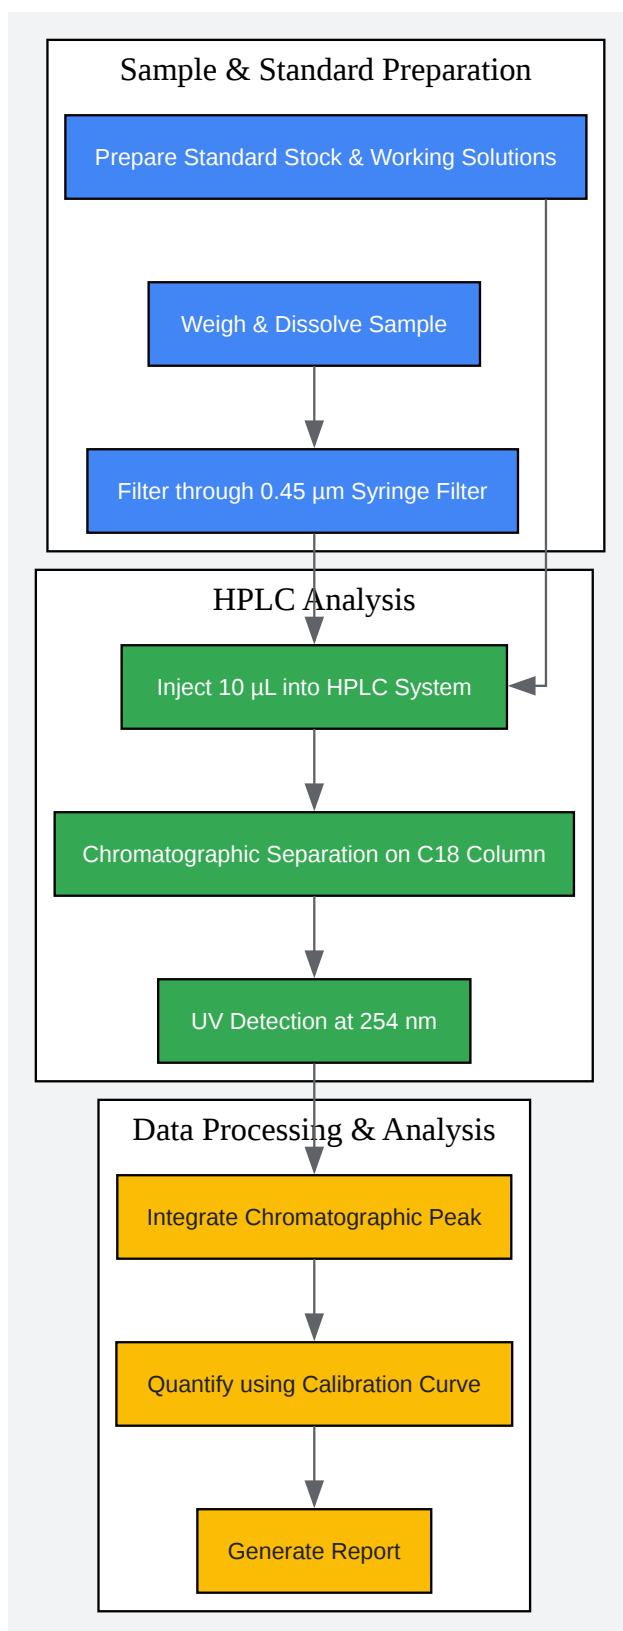 Sample & Standard Preparation
Prepare Standard Stock & Working Solutions
Weigh & Dissolve Sample
Filter through 0.45 µm Syringe Filter
HPLC Analysis
Inject 10 µL into HPLC System
Chromatographic Separation on C18 Column
UV Detection at 254 nm
Data Processing & Analysis
Integrate Chromatographic Peak
Quantify using Calibration Curve
Generate Report